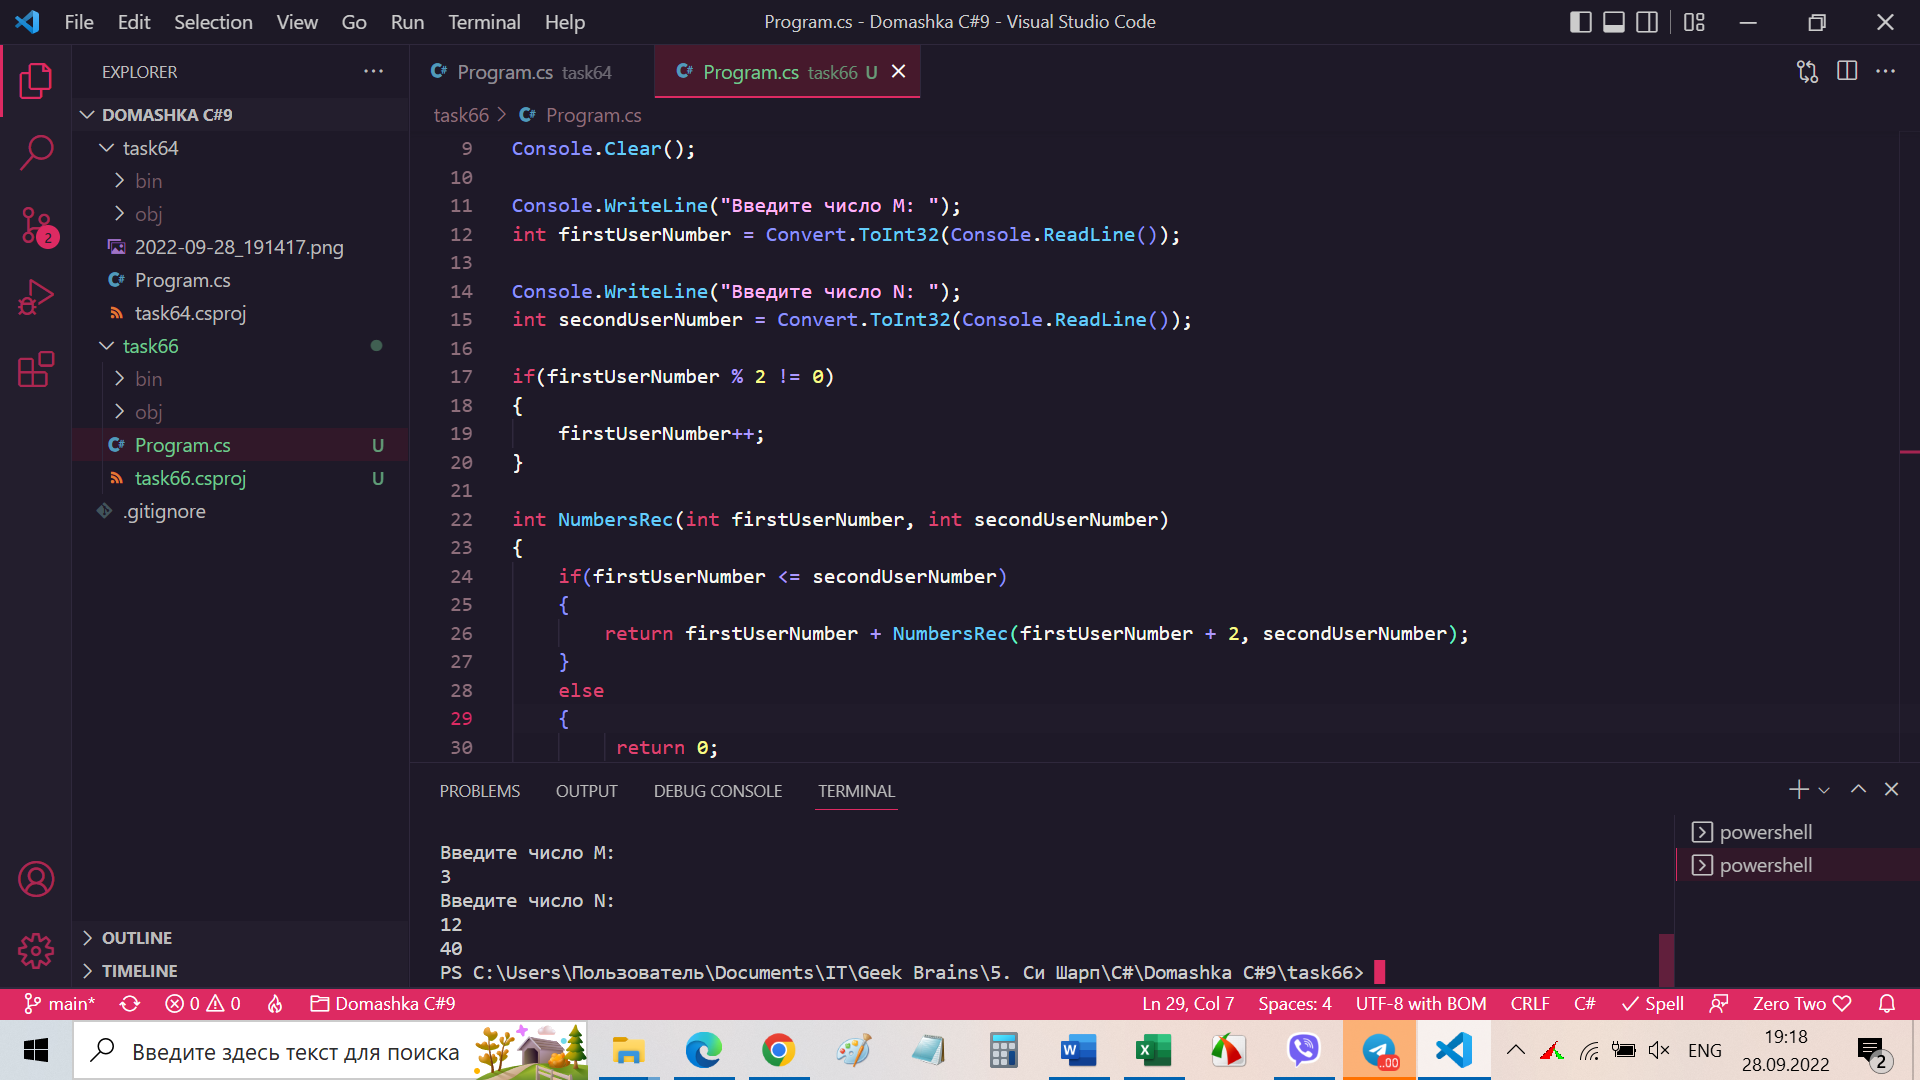 File Edit Selection View Go Run Terminal Help
Program.cs - Domashka C#9 - Visual Studio Code
EXPLORER
DOMASHKA C#9
task64
bin
obj
2022-09-28_191417.png
Program.cs
task64.csproj
task66
bin
obj
Program.cs U
task66.csproj U
.gitignore
OUTLINE
TIMELINE
2
Program.cs task64
Program.cs task66 U
task66 > Program.cs
9 Console.Clear();
10
11 Console.WriteLine("Введите число M: ");
12 int firstUserNumber = Convert.ToInt32(Console.ReadLine());
13
14 Console.WriteLine("Введите число N: ");
15 int secondUserNumber = Convert.ToInt32(Console.ReadLine());
16
17 if(firstUserNumber % 2 != 0)
18 {
19 firstUserNumber++;
20 }
21
22 int NumbersRec(int firstUserNumber, int secondUserNumber)
23 {
24 if(firstUserNumber <= secondUserNumber)
25 {
26 return firstUserNumber + NumbersRec(firstUserNumber + 2, secondUserNumber);
27 }
28 else
29 {
30 return 0;
PROBLEMS OUTPUT DEBUG CONSOLE TERMINAL
Введите число M:
3
Введите число N:
12
40
PS C:\Users\Пользователь\Documents\IT\Geek Brains\5. Си Шарп\C#\Domashka C#9\task66>
powershell
powershell
main* 0 0 Domashka C#9
Ln 29, Col 7 Spaces: 4 UTF-8 with BOM CRLF C# Spell Zero Two
Введите здесь текст для поиска
..00
ENG
19:18
28.09.2022
2